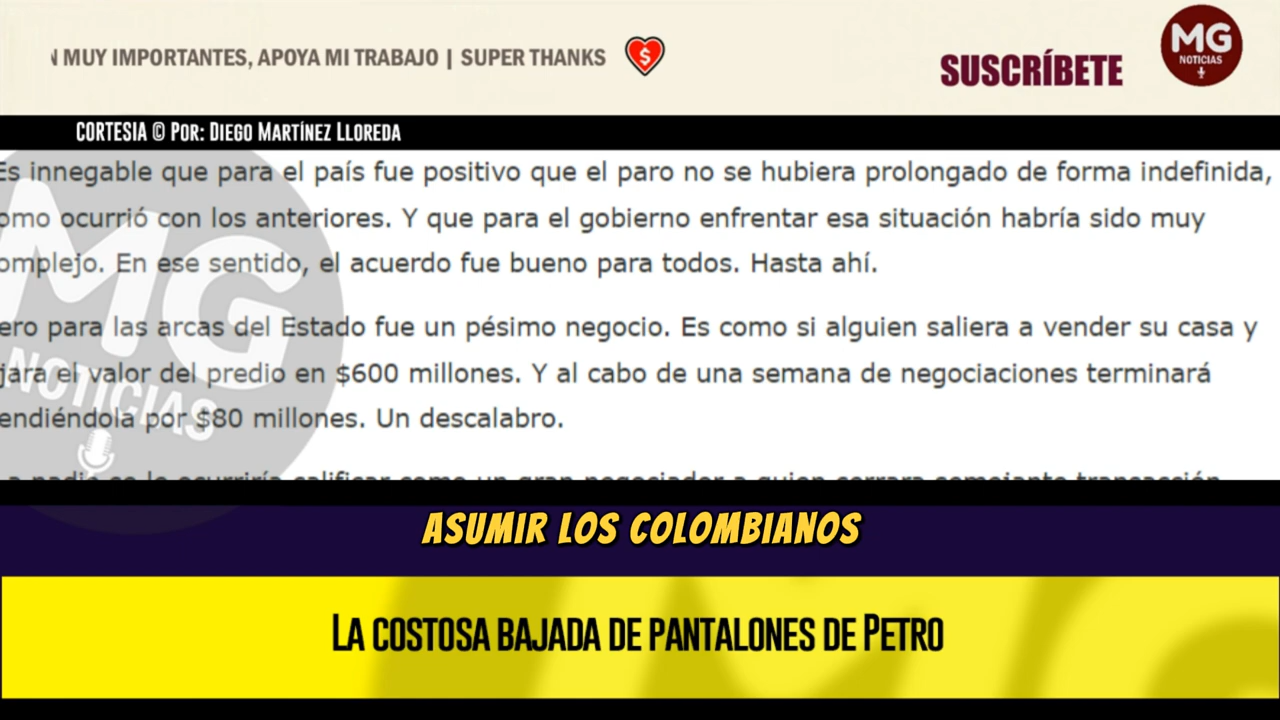 MUY IMPORTANTES, APOYA MI TRABAJO | SUPER THANKS
SUSCRÍBETE
MG
NOTICIAS
CORTESIA © POR: DIEGO MARTÍNEZ LLOREDA
Es innegable que para el país fue positivo que el paro no se hubiera prolongado de forma indefinida,
omo ocurrió con los anteriores. Y que para el gobierno enfrentar esa situación habría sido muy
omplejo. En ese sentido, el acuerdo fue bueno para todos. Hasta ahí.
ero para las arcas del Estado fue un pésimo negocio. Es como si alguien saliera a vender su casa y
jara el valor del predio en $600 millones. Y al cabo de una semana de negociaciones terminará
endiéndola por $80 millones. Un descalabro.
MG
NOTICIAS
ASUMIR LOS COLOMBIANOS
LA COSTOSA BAJADA DE PANTALONES DE PETRO